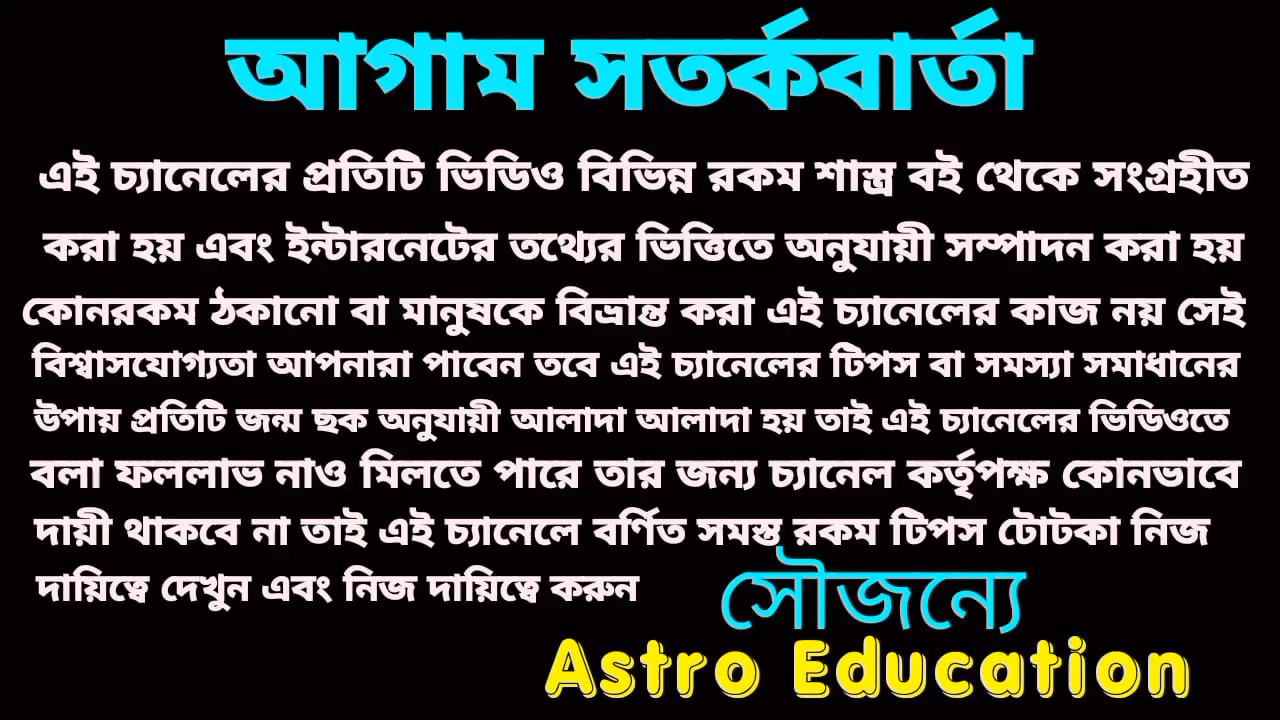 আগাম সতর্কবার্তা
এই চ্যানেলের প্রতিটি ভিডিও বিভিন্ন রকম শাস্ত্র বই থেকে সংগ্রহীত
করা হয় এবং ইন্টারনেটের তথ্যের ভিত্তিতে অনুযায়ী সম্পাদন করা হয়
কোনরকম ঠকানো বা মানুষকে বিভ্রান্ত করা এই চ্যানেলের কাজ নয় সেই
বিশ্বাসযোগ্যতা আপনারা পাবেন তবে এই চ্যানেলের টিপস বা সমস্যা সমাধানের
উপায় প্রতিটি জন্ম ছক অনুযায়ী আলাদা আলাদা হয় তাই এই চ্যানেলের ভিডিওতে
বলা ফললাভ নাও মিলতে পারে তার জন্য চ্যানেল কর্তৃপক্ষ কোনভাবে
দায়ী থাকবে না তাই এই চ্যানেলে বর্ণিত সমস্ত রকম টিপস টোটকা নিজ
দায়িত্বে দেখুন এবং নিজ দায়িত্বে করুন
সৌজন্যে
Astro Education